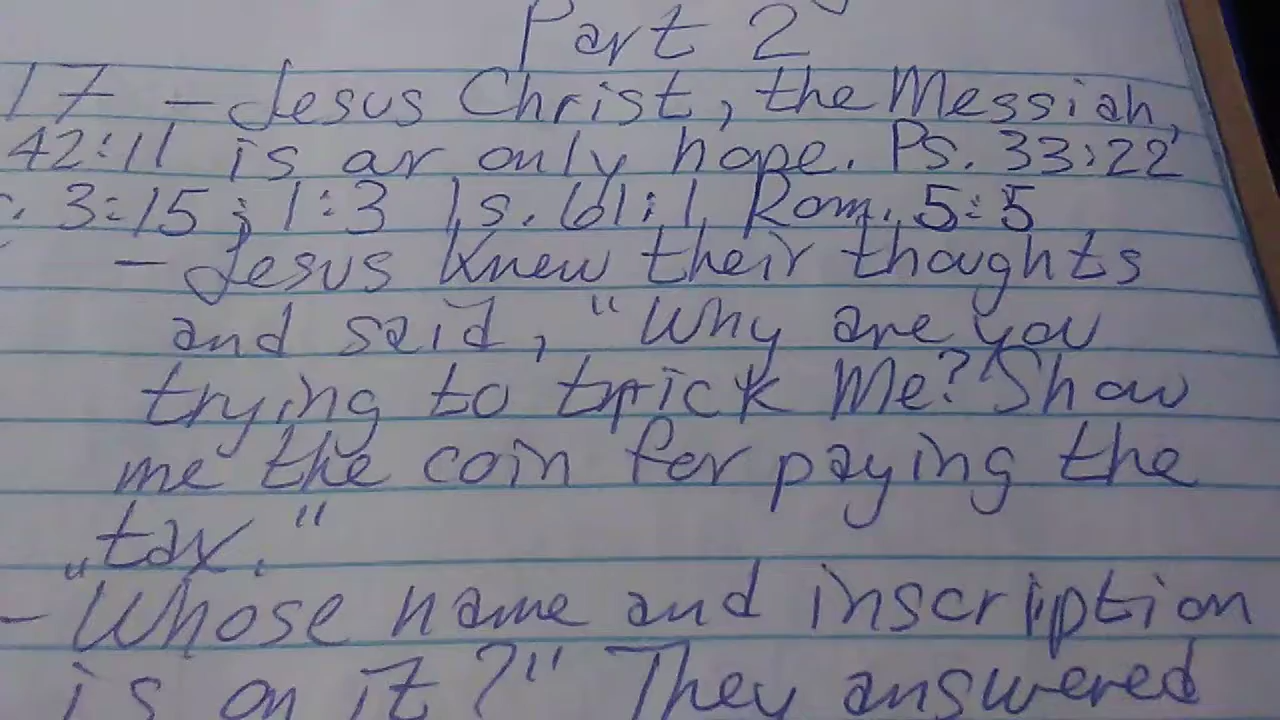 Part 2
17 - Jesus Christ, the Messiah,
42:11 is ar only hope. Ps. 33:22
. 3:15; 1:3 Is. 61:1, Rom. 5:5
- Jesus knew their thoughts
and said, "Why are you
trying to trick Me? Show
me the coin for paying the
tax."
- "Whose name and inscription
is on it?" They answered